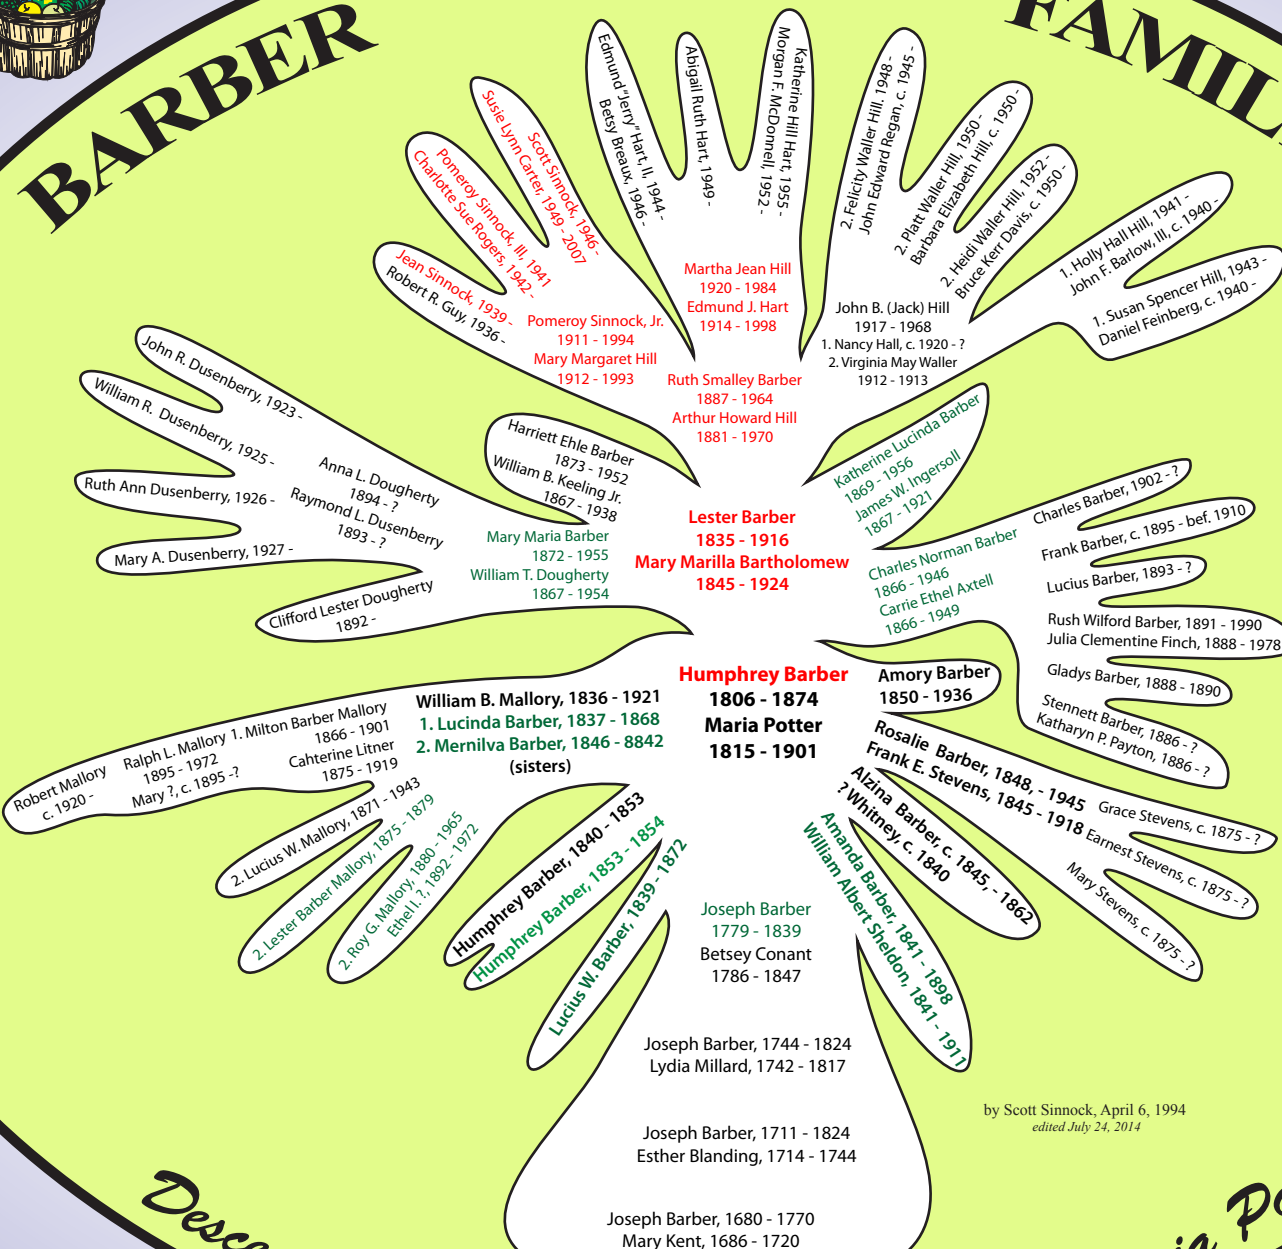 BARBER
FAMIL
Edmund "Jerry" Hart, II, 1944 -
Betsy Breaux, 1946 -
Abigail Ruth Hart, 1949 -
Katherine Hill Hart, 1955 -
Morgan F. McDonnell, 1952 -
2. Felicity Waller Hill. 1948 -
John Edward Regan, c. 1945 -
2. Platt Waller Hill, 1950 -
Barbara Elizabeth Hill, c. 1950 -
2. Heidi Waller Hill, 1952 -
Bruce Kerr Davis, c. 1950 -
1. Holly Hall Hill, 1941 -
John F. Barlow, III, c. 1940 -
1. Susan Spencer Hill, 1943 -
Daniel Feinberg, c. 1940 -
Scott Sinnock, 1946 -
Susie Lynn Carter, 1949 - 2007
Pomeroy Sinnock, III, 1941
Charlotte Sue Rogers, 1942 -
Jean Sinnock, 1939 -
Robert R. Guy, 1936 -
Pomeroy Sinnock, Jr.
1911 - 1994
Mary Margaret Hill
1912 - 1993
Martha Jean Hill
1920 - 1984
Edmund J. Hart
1914 - 1998
John B. (Jack) Hill
1917 - 1968
1. Nancy Hall, c. 1920 - ?
2. Virginia May Waller
1912 - 1913
Ruth Smalley Barber
1887 - 1964
Arthur Howard Hill
1881 - 1970
John R. Dusenberry, 1923 -
William R. Dusenberry, 1925 -
Ruth Ann Dusenberry, 1926 -
Mary A. Dusenberry, 1927 -
Anna L. Dougherty
1894 - ?
Raymond L. Dusenberry
1893 - ?
Clifford Lester Dougherty
1892 -
Harriett Ehle Barber
1873 - 1952
William B. Keeling Jr.
1867 - 1938
Mary Maria Barber
1872 - 1955
William T. Dougherty
1867 - 1954
Lester Barber
1835 - 1916
Mary Marilla Bartholomew
1845 - 1924
Katherine Lucinda Barber
1869 - 1956
James W. Ingersoll
1867 - 1921
Charles Norman Barber
1866 - 1946
Carrie Ethel Axtell
1866 - 1949
Charles Barber, 1902 - ?
Frank Barber, c. 1895 - bef. 1910
Lucius Barber, 1893 - ?
Rush Wilford Barber, 1891 - 1990
Julia Clementine Finch, 1888 - 1978
Gladys Barber, 1888 - 1890
Stennett Barber, 1886 - ?
Katharyn P. Payton, 1886 - ?
Humphrey Barber
1806 - 1874
Maria Potter
1815 - 1901
Amory Barber
1850 - 1936
William B. Mallory, 1836 - 1921
1. Lucinda Barber, 1837 - 1868
2. Mernilva Barber, 1846 - 8842
(sisters)
1. Milton Barber Mallory
1866 - 1901
Cahterine Litner
1875 - 1919
Ralph L. Mallory
1895 - 1972
Mary ?, c. 1895 -?
Robert Mallory
c. 1920 -
2. Lucius W. Mallory, 1871 - 1943
2. Lester Barber Mallory, 1875 - 1879
2. Roy G. Mallory, 1880 - 1965
Ethel I. ?, 1892 - 1972
Humphrey Barber, 1840 - 1853
Humphrey Barber, 1853 - 1854
Lucius W. Barber, 1839 - 1872
Rosalie Barber, 1848, - 1945
Frank E. Stevens, 1845 - 1918
Grace Stevens, c. 1875 - ?
Earnest Stevens, c. 1875 - ?
Mary Stevens, c. 1875 - ?
Alzina Barber, c. 1845, - 1862
? Whitney, c. 1840
Amanda Barber, 1841 - 1898
William Albert Sheldon, 1841 - 1911
Joseph Barber
1779 - 1839
Betsey Conant
1786 - 1847
Joseph Barber, 1744 - 1824
Lydia Millard, 1742 - 1817
by Scott Sinnock, April 6, 1994
edited July 24, 2014
Joseph Barber, 1711 - 1824
Esther Blanding, 1714 - 1744
Joseph Barber, 1680 - 1770
Mary Kent, 1686 - 1720
Desc